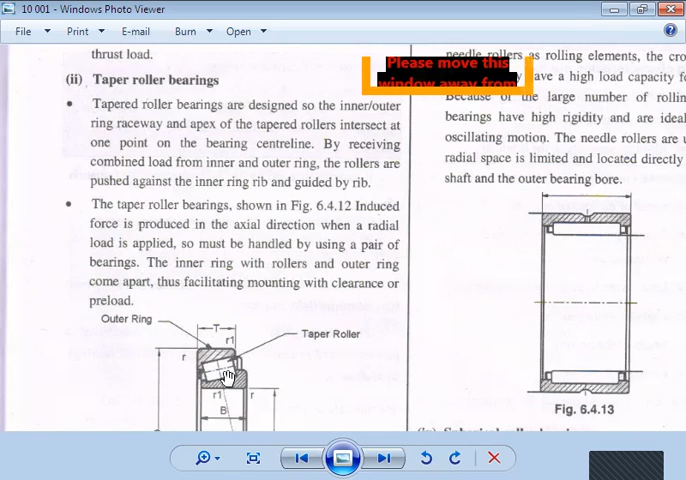 10 001 - Windows Photo Viewer
File Print E-mail Burn Open
thrust load.
(ii) Taper roller bearings
Tapered roller bearings are designed so the inner/outer
ring raceway and apex of the tapered rollers intersect at
one point on the bearing centreline. By receiving
combined load from inner and outer ring, the rollers are
pushed against the inner ring rib and guided by rib.
The taper roller bearings, shown in Fig. 6.4.12 Induced
force is produced in the axial direction when a radial
load is applied, so must be handled by using a pair of
bearings. The inner ring with rollers and outer ring
come apart, thus facilitating mounting with clearance or
preload.
Outer Ring
T
r1
r
Taper Roller
r1
r
B
Please move this
window away from
needle rollers as rolling elements, the
have a high load capacity
Because of the large number of
bearings have high rigidity and are
oscillating motion. The needle rollers are
radial space is limited and located directly
shaft and the outer bearing bore.
Fig. 6.4.13